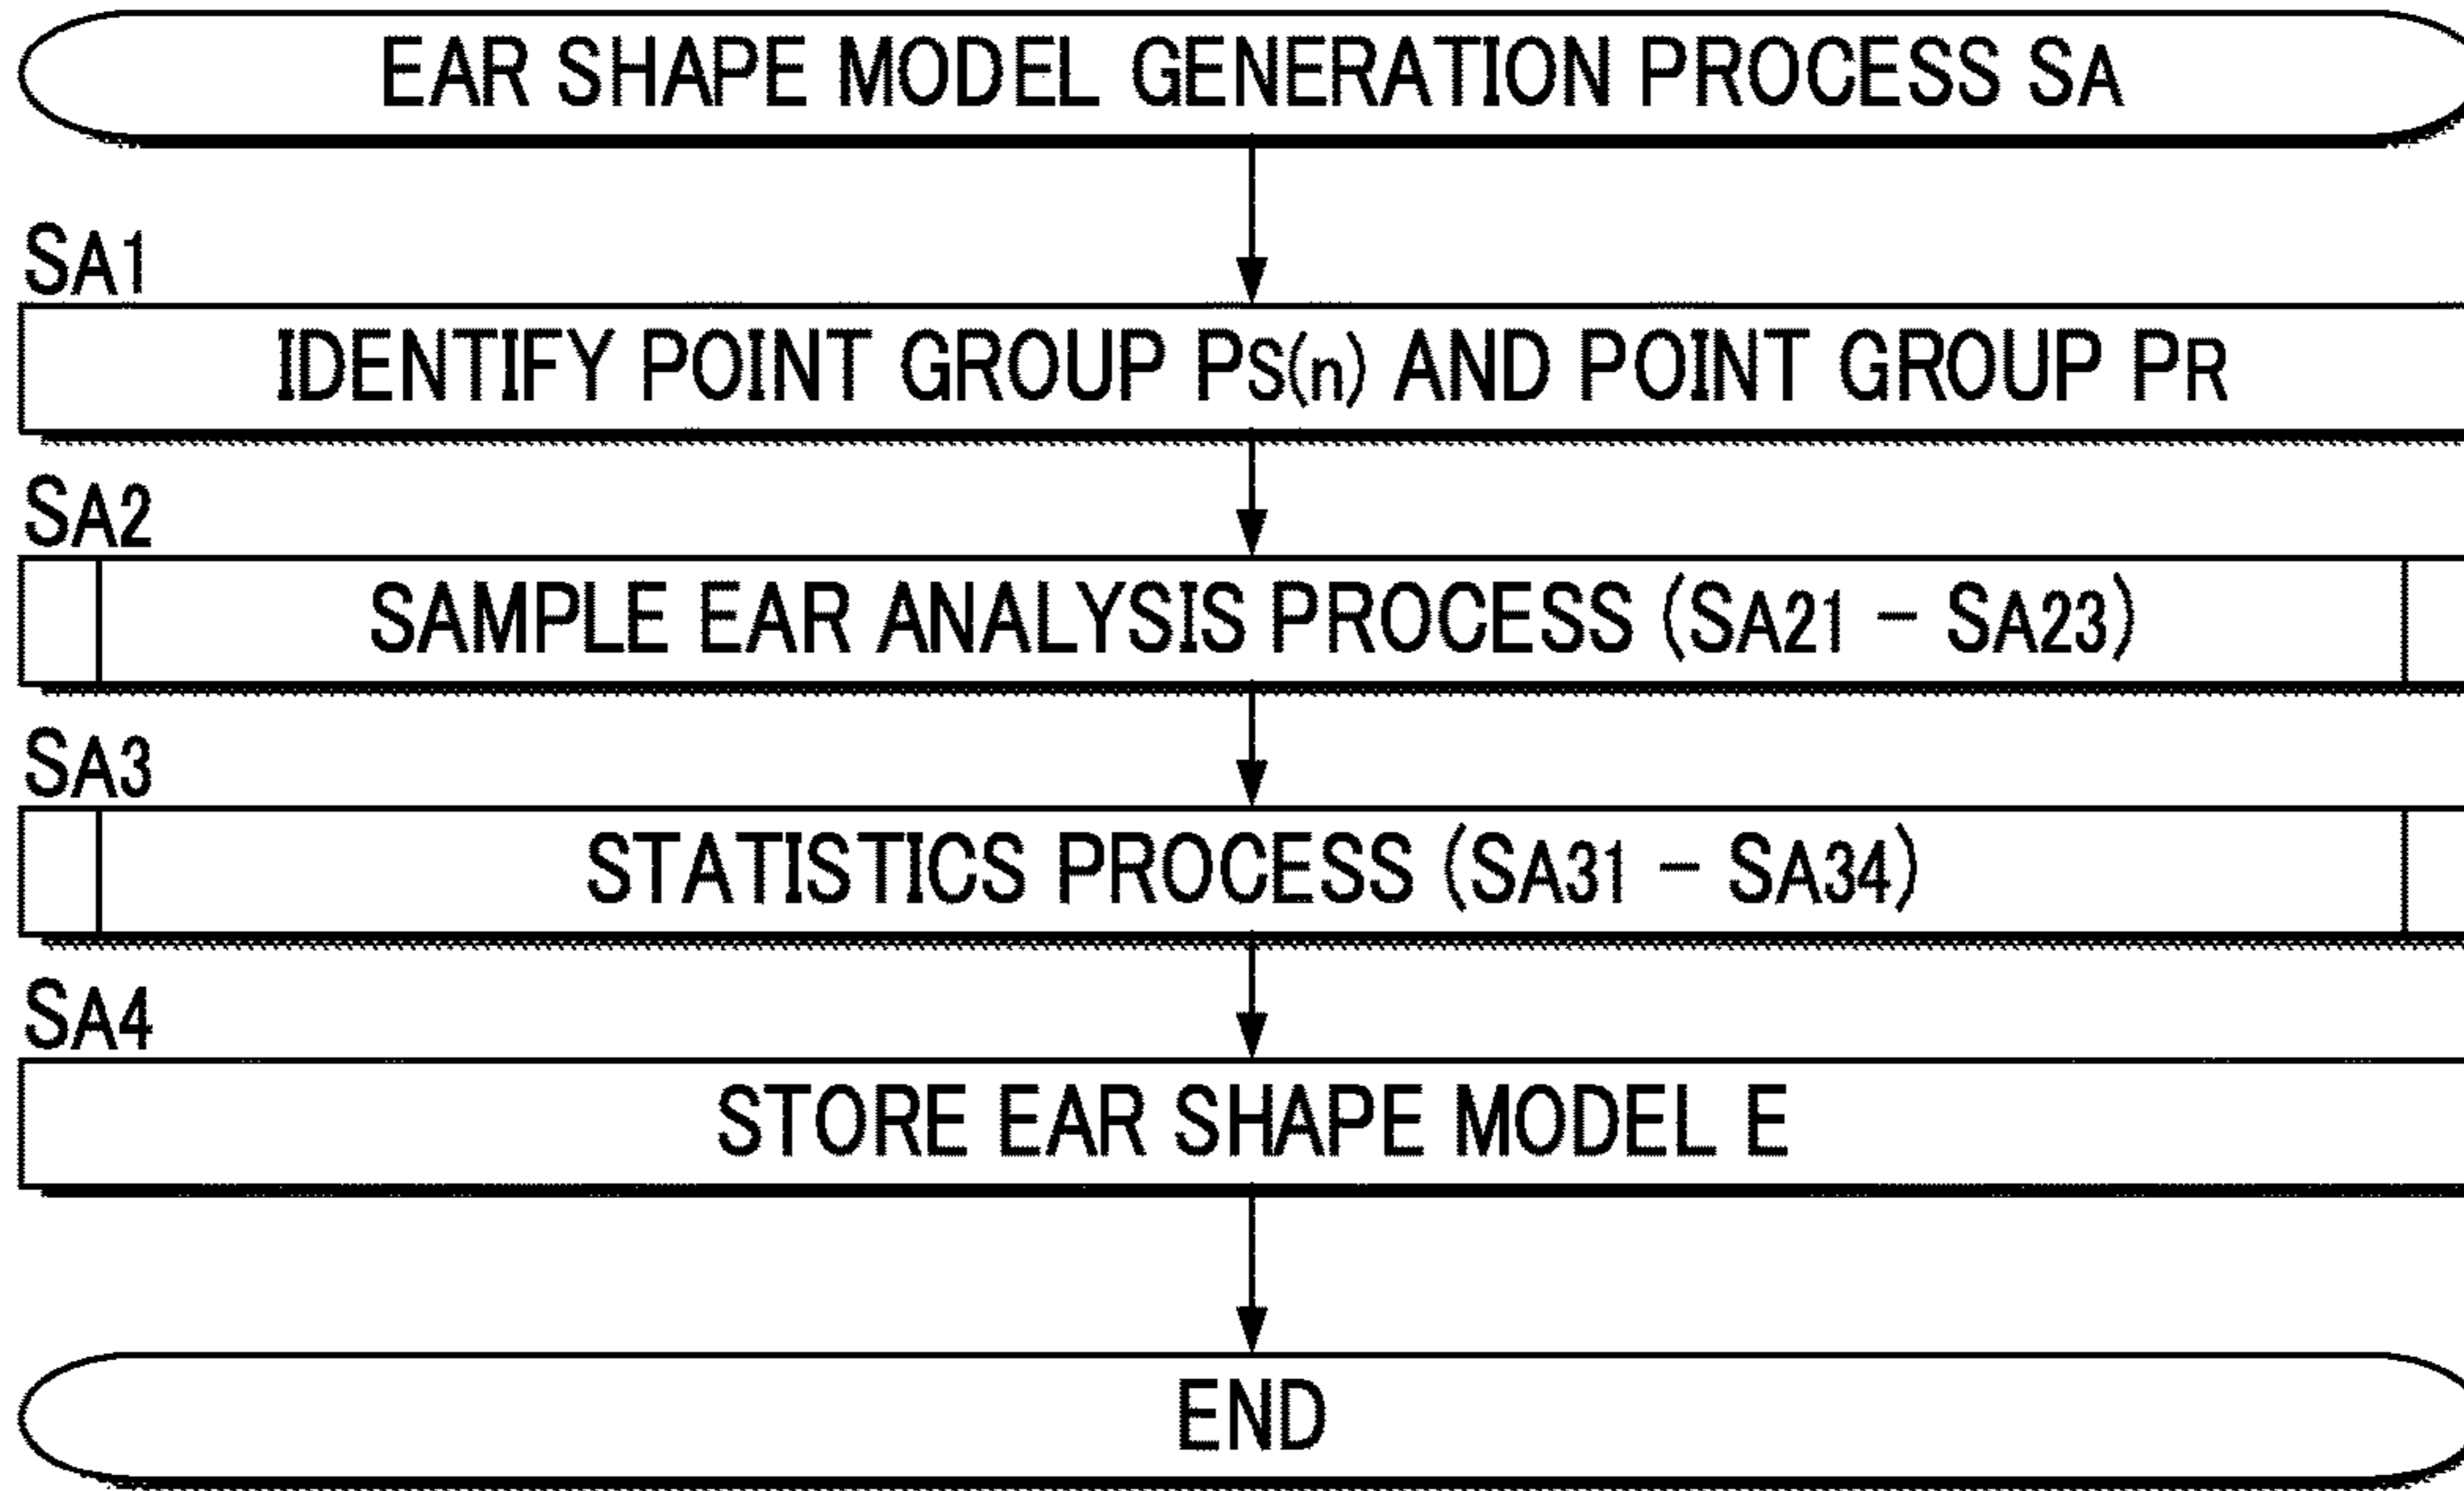 EAR SHAPE MODEL GENERATION PROCESS SA
SA1
IDENTIFY POINT GROUP PS(n) AND POINT GROUP PR
SA2
SAMPLE EAR ANALYSIS PROCESS (SA21 – SA23)
SA3
STATISTICS PROCESS (SA31 – SA34)
SA4
STORE EAR SHAPE MODEL E
END